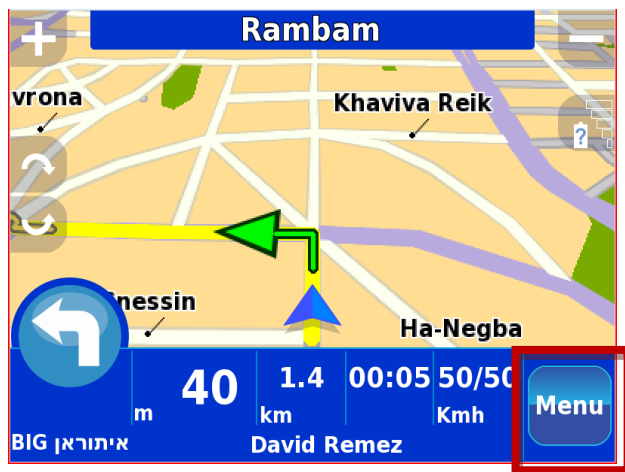 Rambam
vrona
Khaviva Reik
?
nessin
Ha-Negba
40 m
1.4 km
00:05
50/50 Kmh
Menu
BIG איתוראן
David Remez